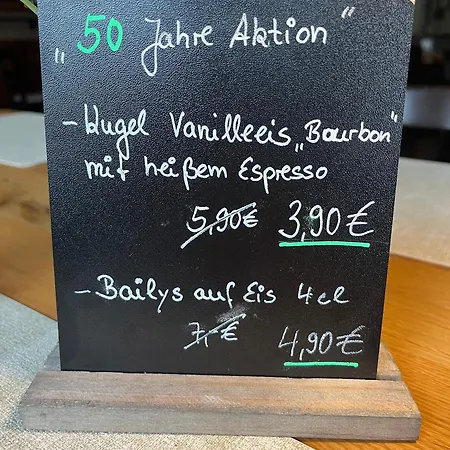 „50 Jahre Aktion"
- Kugel Vanilleeis „Bourbon"
mit heißem Espresso
5,90€ 3,90€
- Bailys auf Eis 4cl
7,-€ 4,90€